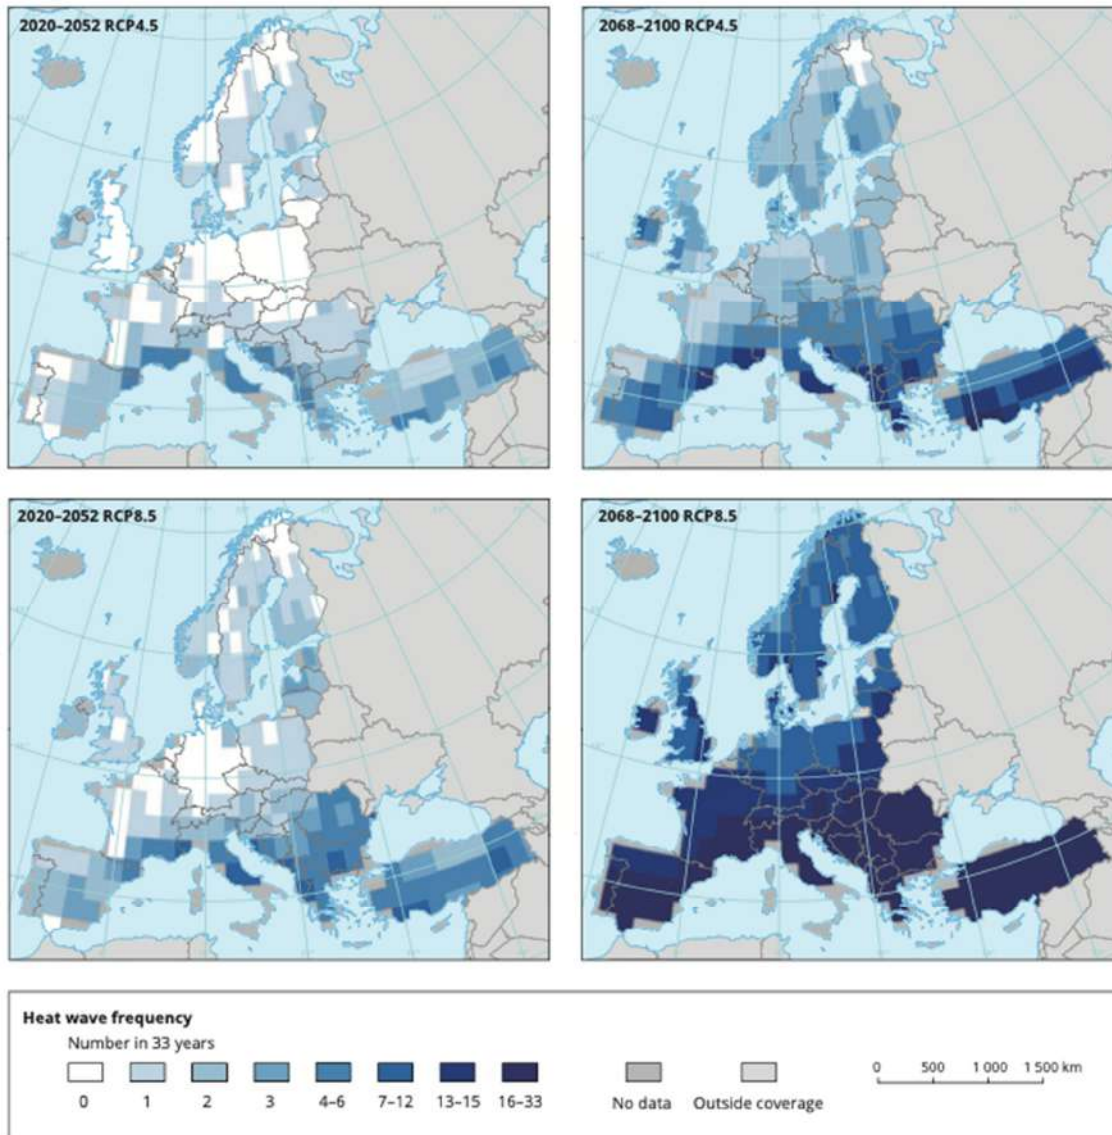 2020–2052 RCP4.5
2068–2100 RCP4.5
2020–2052 RCP8.5
2068–2100 RCP8.5
Heat wave frequency
Number in 33 years
0 1 2 3 4–6 7–12 13–15 16–33
No data Outside coverage
0 500 1 000 1 500 km